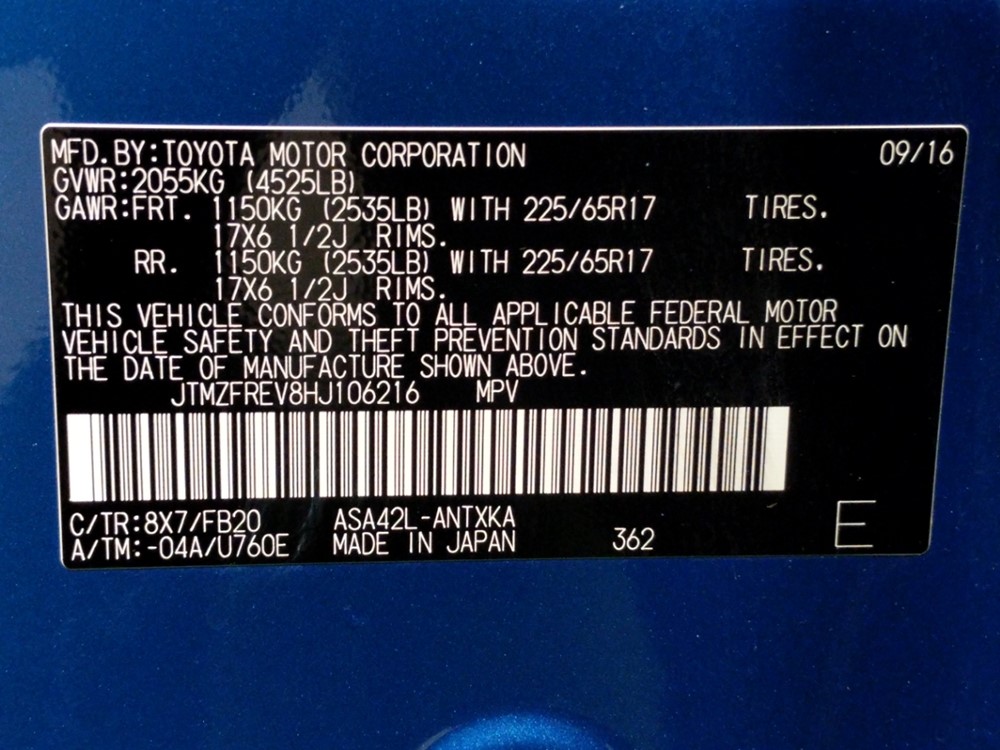 MFD.BY:TOYOTA MOTOR CORPORATION 09/16
GVWR:2055KG (4525LB)
GAWR:FRT. 1150KG (2535LB) WITH 225/65R17 TIRES.
17X6 1/2J RIMS.
RR. 1150KG (2535LB) WITH 225/65R17 TIRES.
17X6 1/2J RIMS.
THIS VEHICLE CONFORMS TO ALL APPLICABLE FEDERAL MOTOR
VEHICLE SAFETY AND THEFT PREVENTION STANDARDS IN EFFECT ON
THE DATE OF MANUFACTURE SHOWN ABOVE.
JTMZFREV8HJ106216 MPV
C/TR:8X7/FB20 ASA42L-ANTXKA
A/TM:-04A/U760E MADE IN JAPAN 362 E